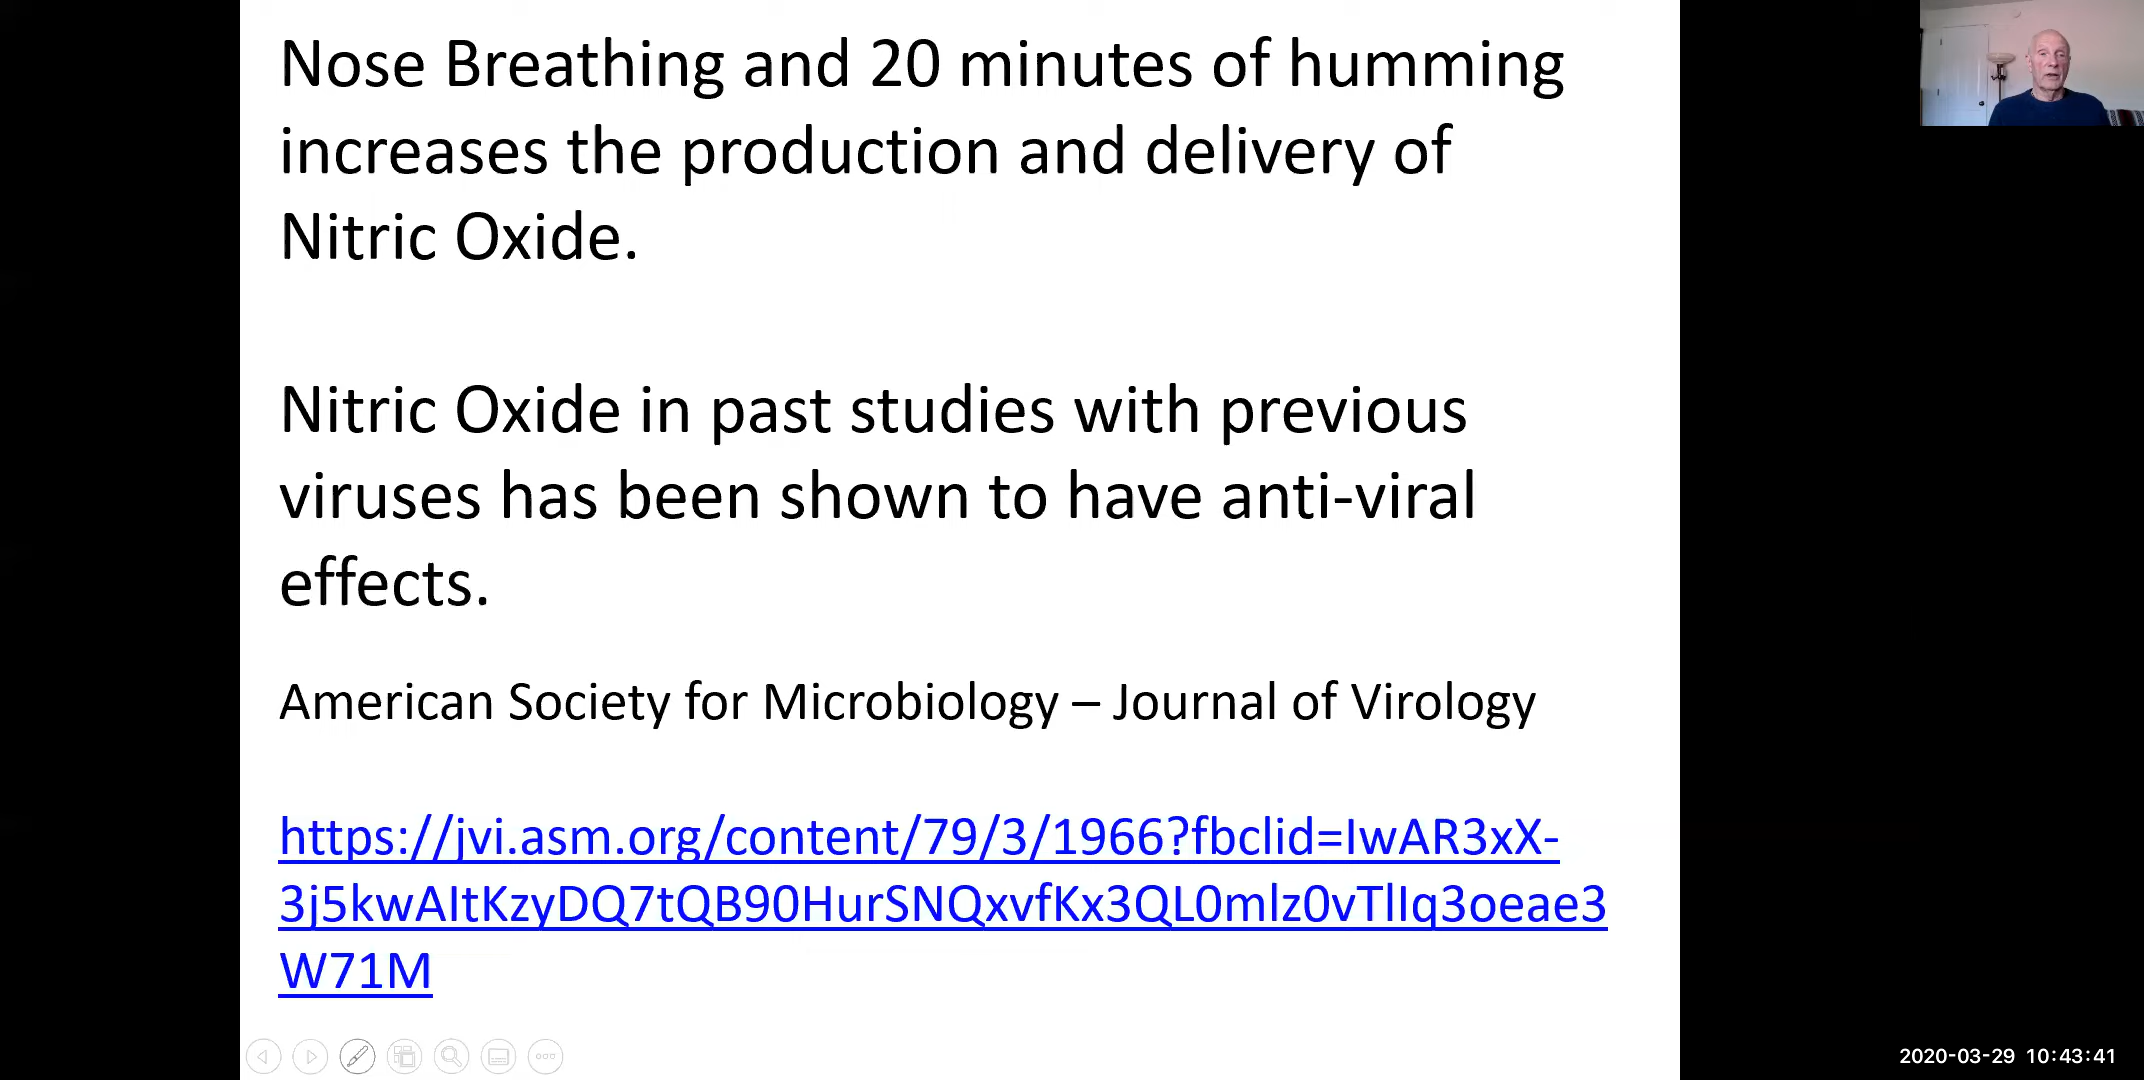 Nose Breathing and 20 minutes of humming
increases the production and delivery of
Nitric Oxide.
Nitric Oxide in past studies with previous
viruses has been shown to have anti-viral
effects.
American Society for Microbiology – Journal of Virology
https://jvi.asm.org/content/79/3/1966?fbclid=IwAR3xX-
3j5kwAItKzyDQ7tQB90HurSNQxvfKx3QL0mlz0vTlIq3oeae3
W71M
2020-03-29 10:43:41